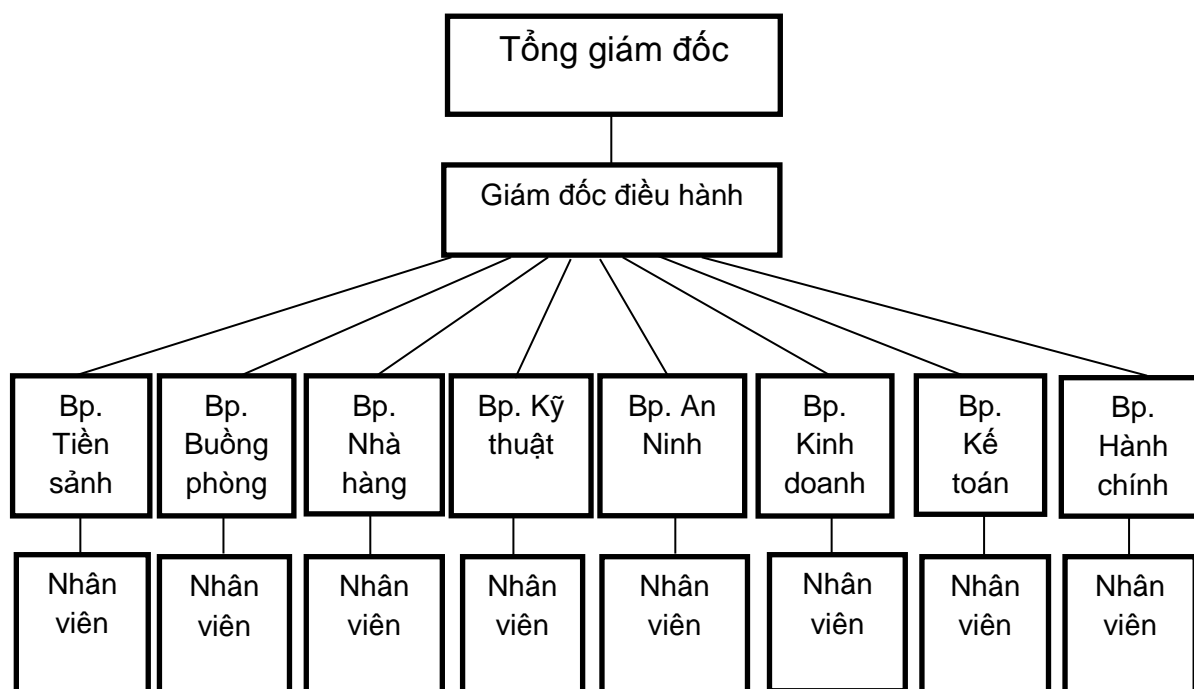 Tổng giám đốc
Giám đốc điều hành
Bp.
Tiền
sảnh
Bp.
Buồng
phòng
Bp.
Nhà
hàng
Bp. Kỹ
thuật
Bp. An
Ninh
Bp.
Kinh
doanh
Bp.
Kế
toán
Bp.
Hành
chính
Nhân
viên
Nhân
viên
Nhân
viên
Nhân
viên
Nhân
viên
Nhân
viên
Nhân
viên
Nhân
viên